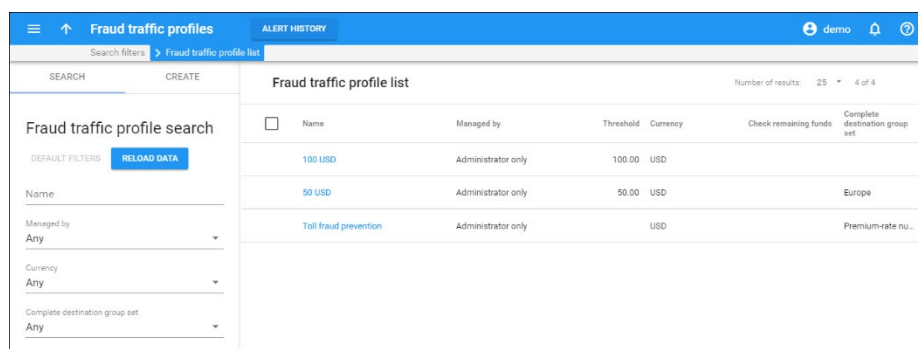 Fraud traffic profiles ALERT HISTORY demo
Search filters > Fraud traffic profile list
SEARCH CREATE
Fraud traffic profile list Number of results: 25 4 of 4
Name Managed by Threshold Currency Check remaining funds Complete destination group set
Fraud traffic profile search
DEFAULT FILTERS RELOAD DATA
100 USD Administrator only 100.00 USD
Name
50 USD Administrator only 50.00 USD Europe
Managed by
Any
Toll fraud prevention Administrator only USD Premium-rate nu...
Currency
Any
Complete destination group set
Any